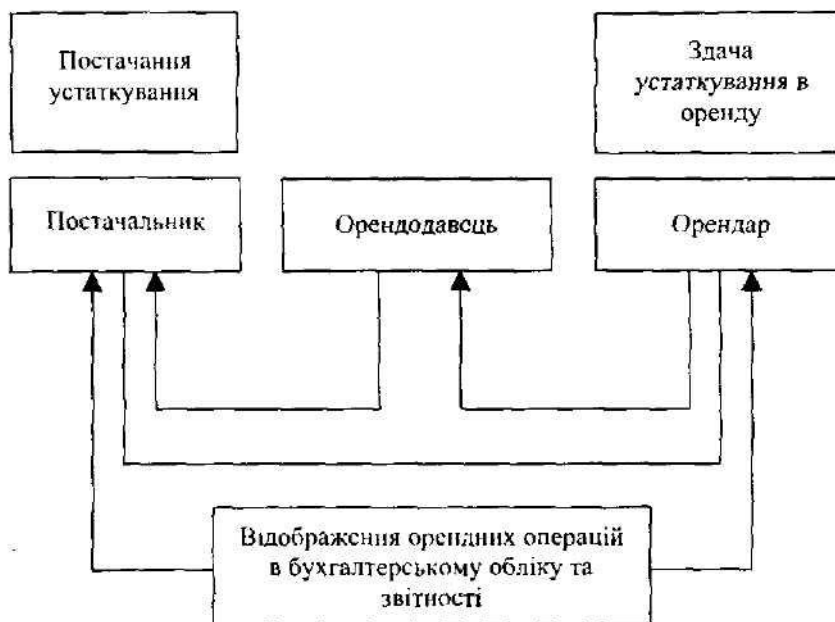 Постачання
устаткування
Здача
устаткування в
оренду
Постачальник
Орендодавець
Орендар
Відображення орендних операцій
в бухгалтерському обліку та
звітності